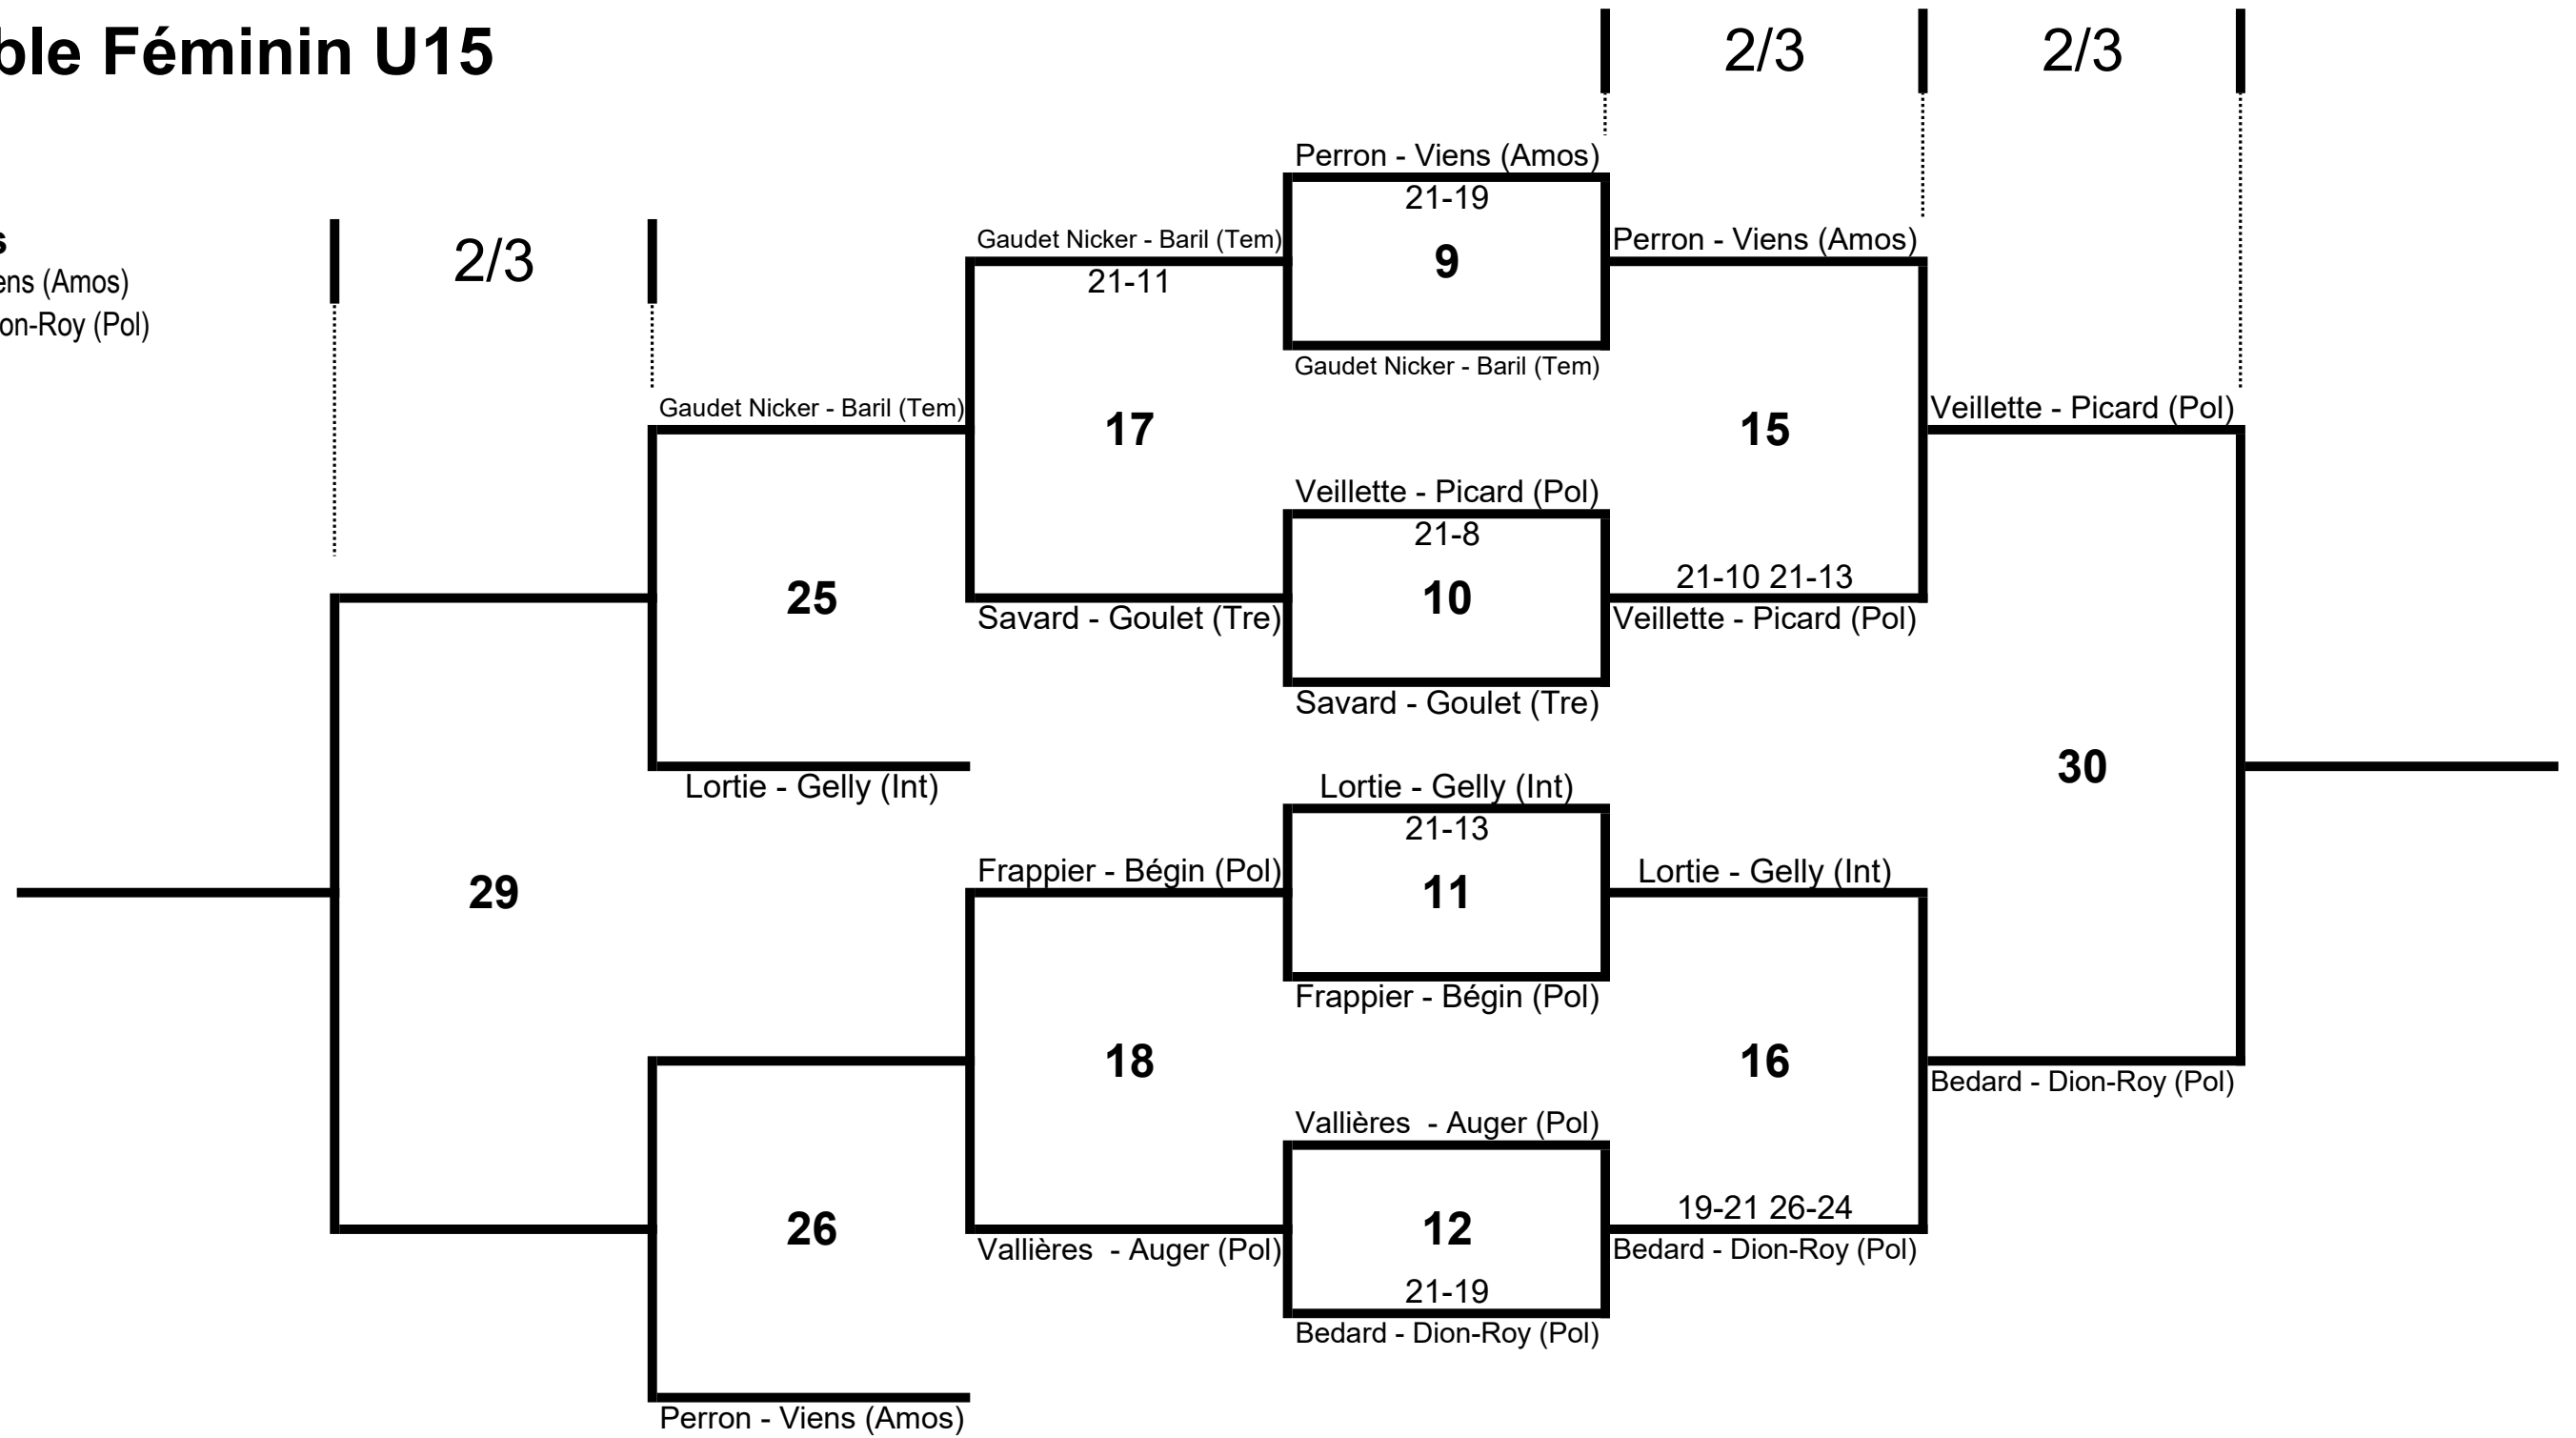 ble Féminin U15
2/3
2/3
Perron - Viens (Amos)
21-19
Gaudet Nicker - Baril (Tem)
9
Perron - Viens (Amos)
s
ens (Amos)
on-Roy (Pol)
2/3
21-11
Gaudet Nicker - Baril (Tem)
Gaudet Nicker - Baril (Tem)
17
15
Veillette - Picard (Pol)
Veillette - Picard (Pol)
21-8
25
Savard - Goulet (Tre)
10
21-10 21-13
Veillette - Picard (Pol)
Savard - Goulet (Tre)
30
Lortie - Gelly (Int)
Lortie - Gelly (Int)
21-13
29
Frappier - Bégin (Pol)
11
Lortie - Gelly (Int)
Frappier - Bégin (Pol)
18
16
Bedard - Dion-Roy (Pol)
Vallières  - Auger (Pol)
26
Vallières  - Auger (Pol)
12
19-21 26-24
Bedard - Dion-Roy (Pol)
21-19
Bedard - Dion-Roy (Pol)
Perron - Viens (Amos)